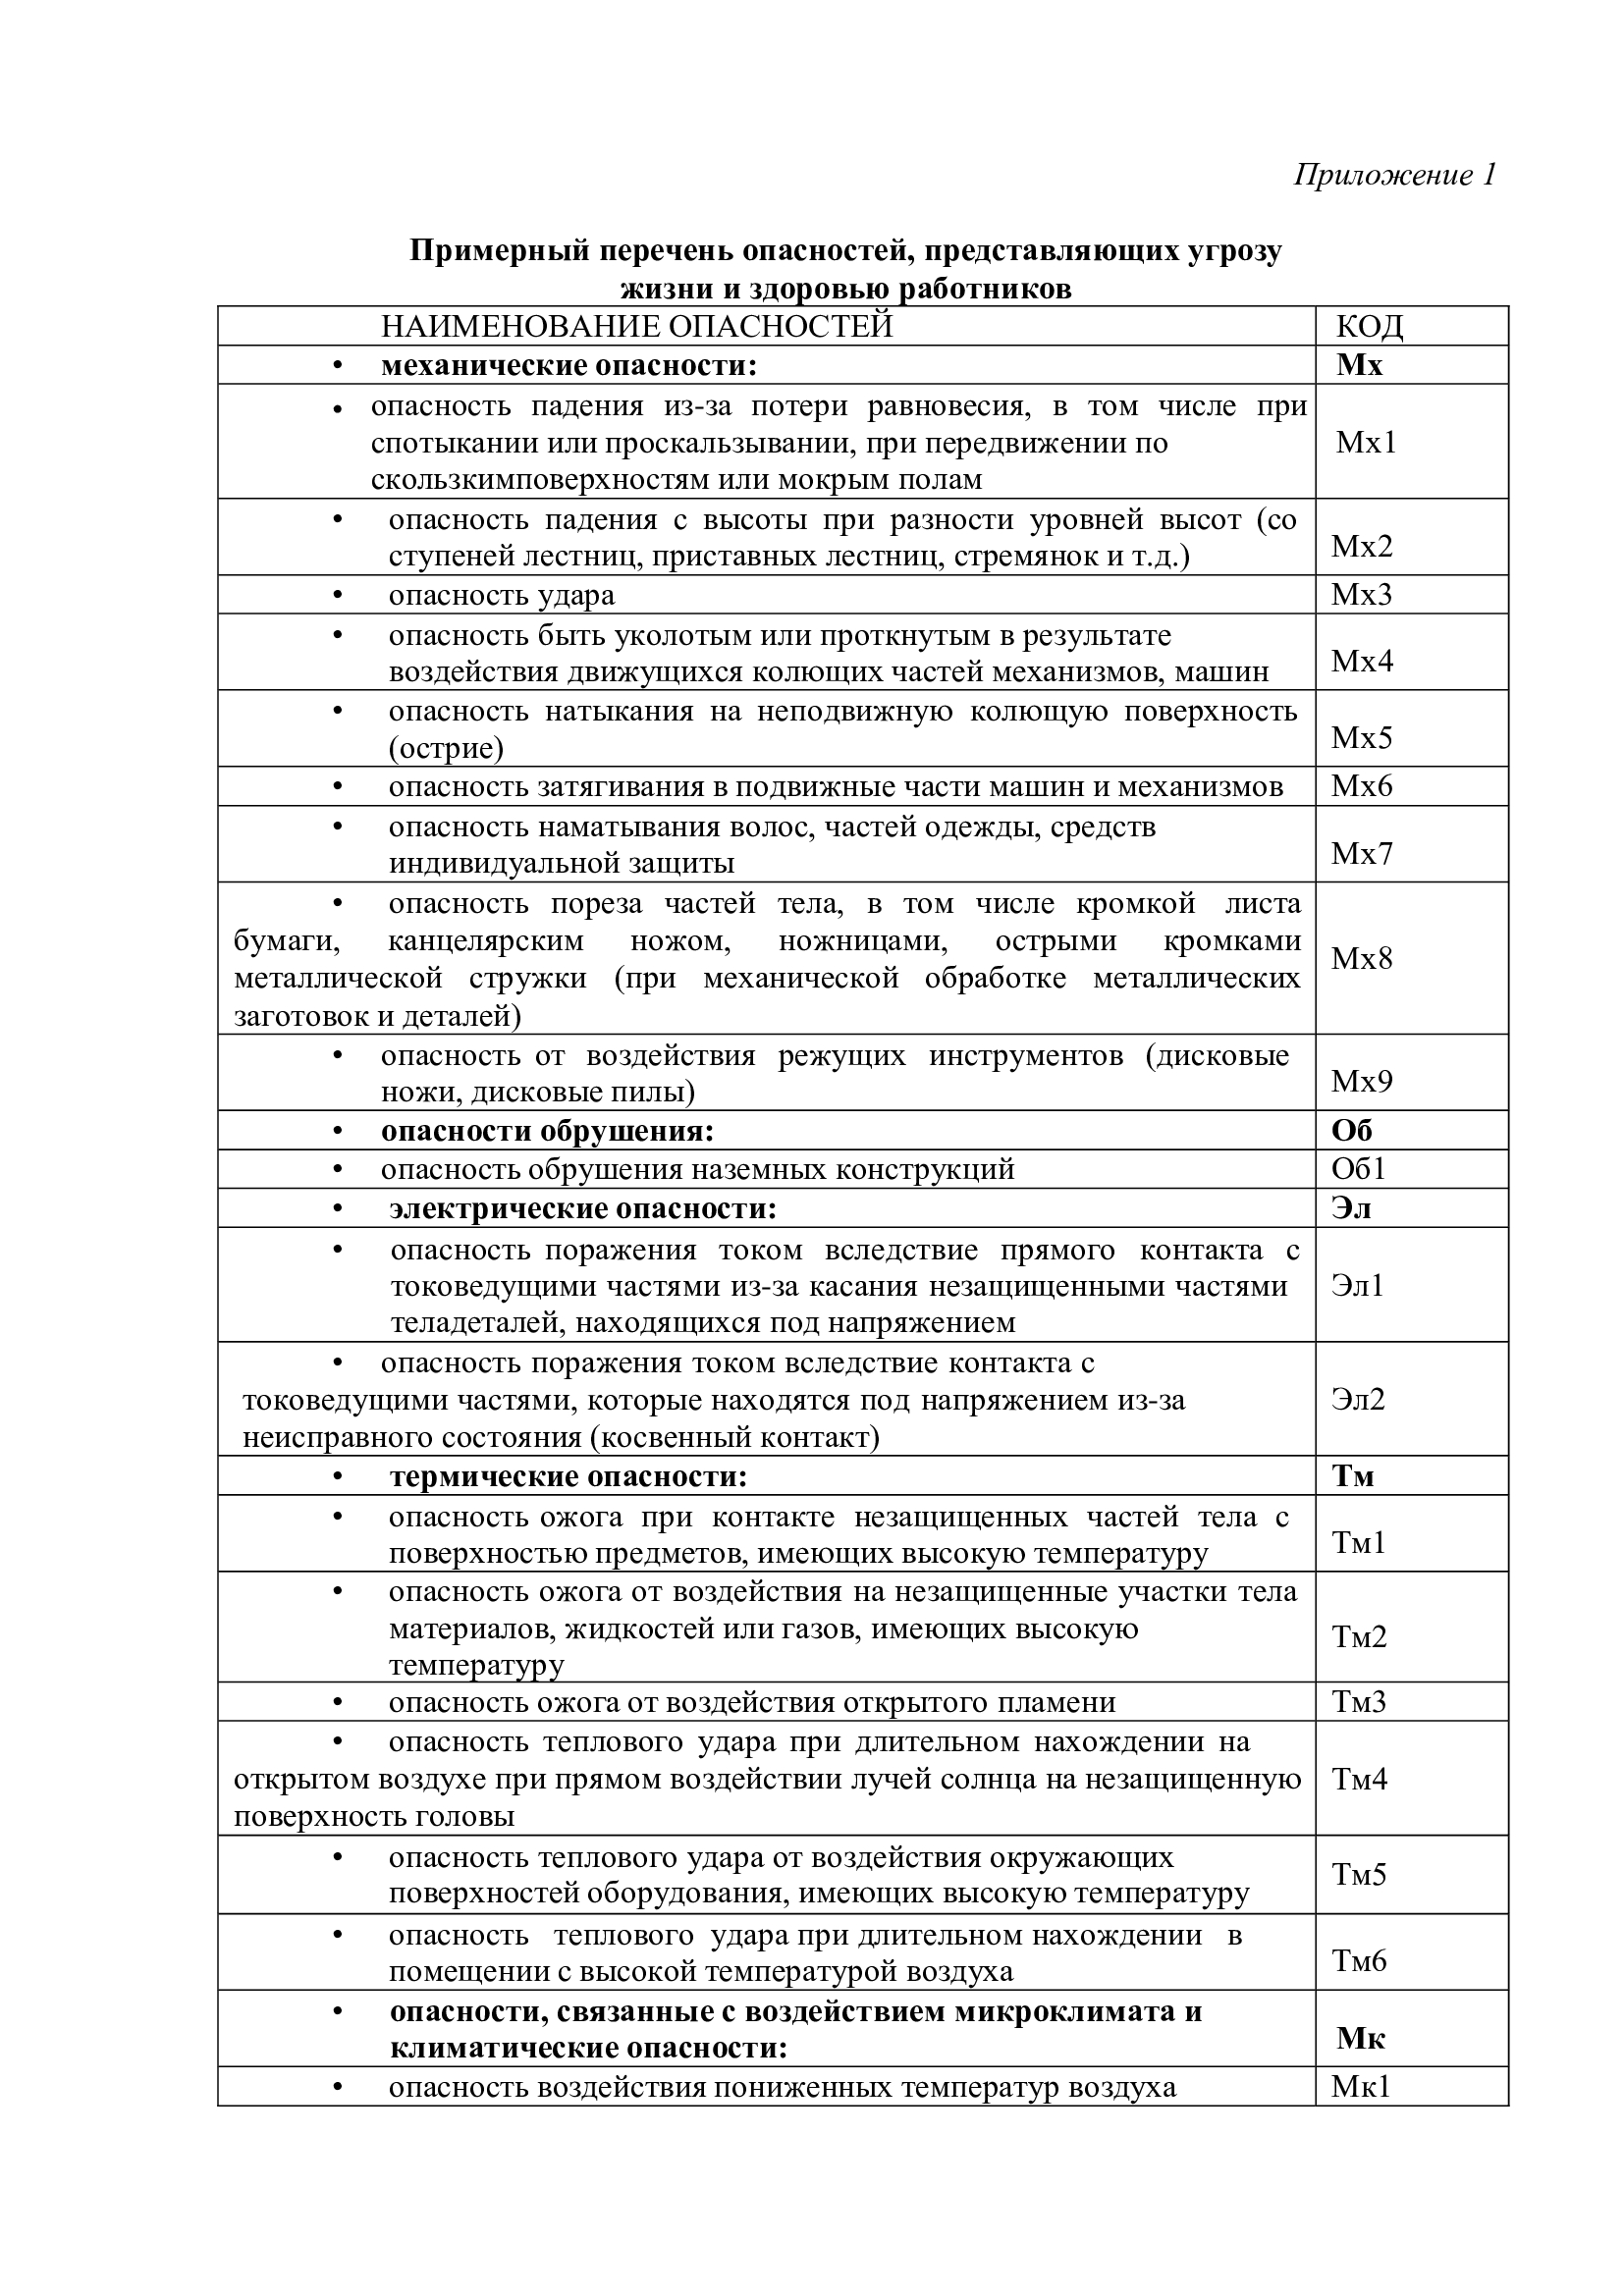 Приложение 1
Примерный перечень опасностей, представляющих угрозу
жизни и здоровью работников
НАИМЕНОВАНИЕ ОПАСНОСТЕЙ КОД
• механические опасности: Мх
• опасность падения из-за потери равновесия, в том числе при
спотыкании или проскальзывании, при передвижении по
скользкимповерхностям или мокрым полам
Мх1
• опасность падения с высоты при разности уровней высот (со
ступеней лестниц, приставных лестниц, стремянок и т.д.)
Мх2
• опасность удара Мх3
• опасность быть уколотым или проткнутым в результате
воздействия движущихся колющих частей механизмов, машин
Мх4
• опасность натыкания на неподвижную колющую поверхность
(острие)
Мх5
• опасность затягивания в подвижные части машин и механизмов Мх6
• опасность наматывания волос, частей одежды, средств
индивидуальной защиты
Мх7
• опасность пореза частей тела, в том числе кромкой листа
бумаги, канцелярским ножом, ножницами, острыми кромками
металлической стружки (при механической обработке металлических
заготовок и деталей)
Мх8
• опасность от воздействия режущих инструментов (дисковые
ножи, дисковые пилы)
Мх9
• опасности обрушения: Об
• опасность обрушения наземных конструкций Об1
• электрические опасности: Эл
• опасность поражения током вследствие прямого контакта с
токоведущими частями из-за касания незащищенными частями
теладеталей, находящихся под напряжением
Эл1
• опасность поражения током вследствие контакта с
токоведущими частями, которые находятся под напряжением из-за
неисправного состояния (косвенный контакт)
Эл2
• термические опасности: Тм
• опасность ожога при контакте незащищенных частей тела с
поверхностью предметов, имеющих высокую температуру
Тм1
• опасность ожога от воздействия на незащищенные участки тела
материалов, жидкостей или газов, имеющих высокую
температуру
Тм2
• опасность ожога от воздействия открытого пламени Тм3
• опасность теплового удара при длительном нахождении на
открытом воздухе при прямом воздействии лучей солнца на незащищенную
поверхность головы
Тм4
• опасность теплового удара от воздействия окружающих
поверхностей оборудования, имеющих высокую температуру
Тм5
• опасность теплового удара при длительном нахождении в
помещении с высокой температурой воздуха
Тм6
• опасности, связанные с воздействием микроклимата и
климатические опасности:
Мк
• опасность воздействия пониженных температур воздуха Мк1